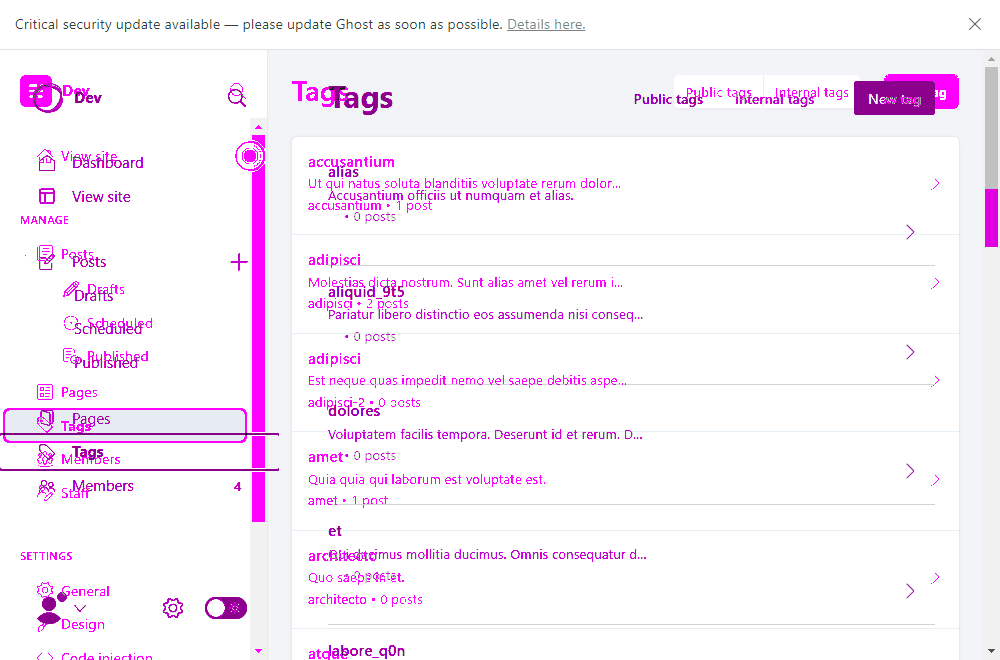 Critical security update available — please update Ghost as soon as possible. Details here.
Dev
Dev
View site
Dashboard
View site
MANAGE
Posts
Posts
Drafts
Drafts
Scheduled
Scheduled
Published
Published
Pages
Pages
Tags
Tags
Members
Members 4
Staff
SETTINGS
General
Design
Code injection
Tags
Tags
Public tags Internal tags
Public tags Internal tags New tag
accusantium
alias
Ut qui natus soluta blanditiis voluptate rerum dolor...
Accusantium officiis ut numquam et alias.
accusantium • 1 post
• 0 posts
adipisci
Molestias dicta nostrum. Sunt alias amet vel rerum i...
aliquid_9t5
adipisci • 2 posts
Pariatur libero distinctio eos assumenda nisi conseq...
• 0 posts
adipisci
Est neque quas impedit nemo vel saepe debitis aspe...
adipisci-2 • 0 posts
dolores
Voluptatem facilis tempora. Deserunt id et rerum. D...
amet
• 0 posts
Quia quia qui laborum est voluptate est.
amet • 1 post
et
architecto
ducimus mollitia ducimus. Omnis consequatur d...
Quo saepe in et.
• 0 posts
architecto • 0 posts
labore_q0n
atque